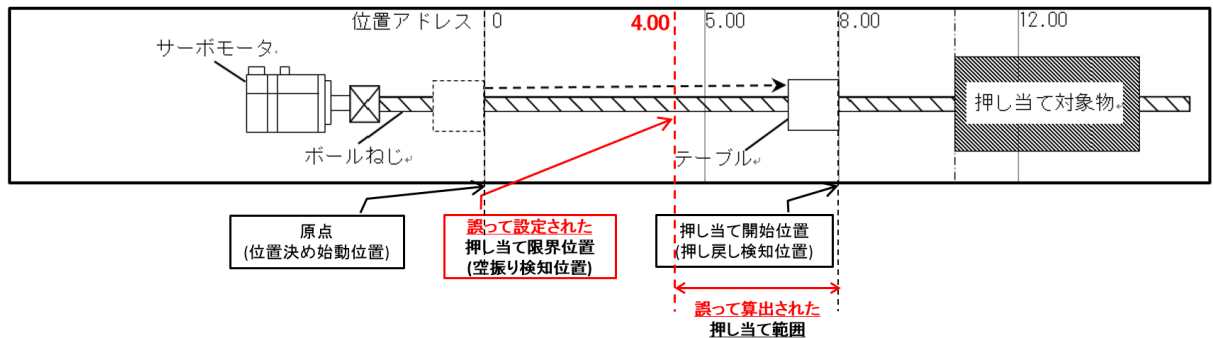 位置アドレス 0 4.00 5.00 8.00 12.00
サーボモータ
押し当て対象物
ボールねじ
テーブル
原点
(位置決め始動位置)
誤って設定された
押し当て限界位置
(空振り検知位置)
押し当て開始位置
(押し戻し検知位置)
誤って算出された
押し当て範囲